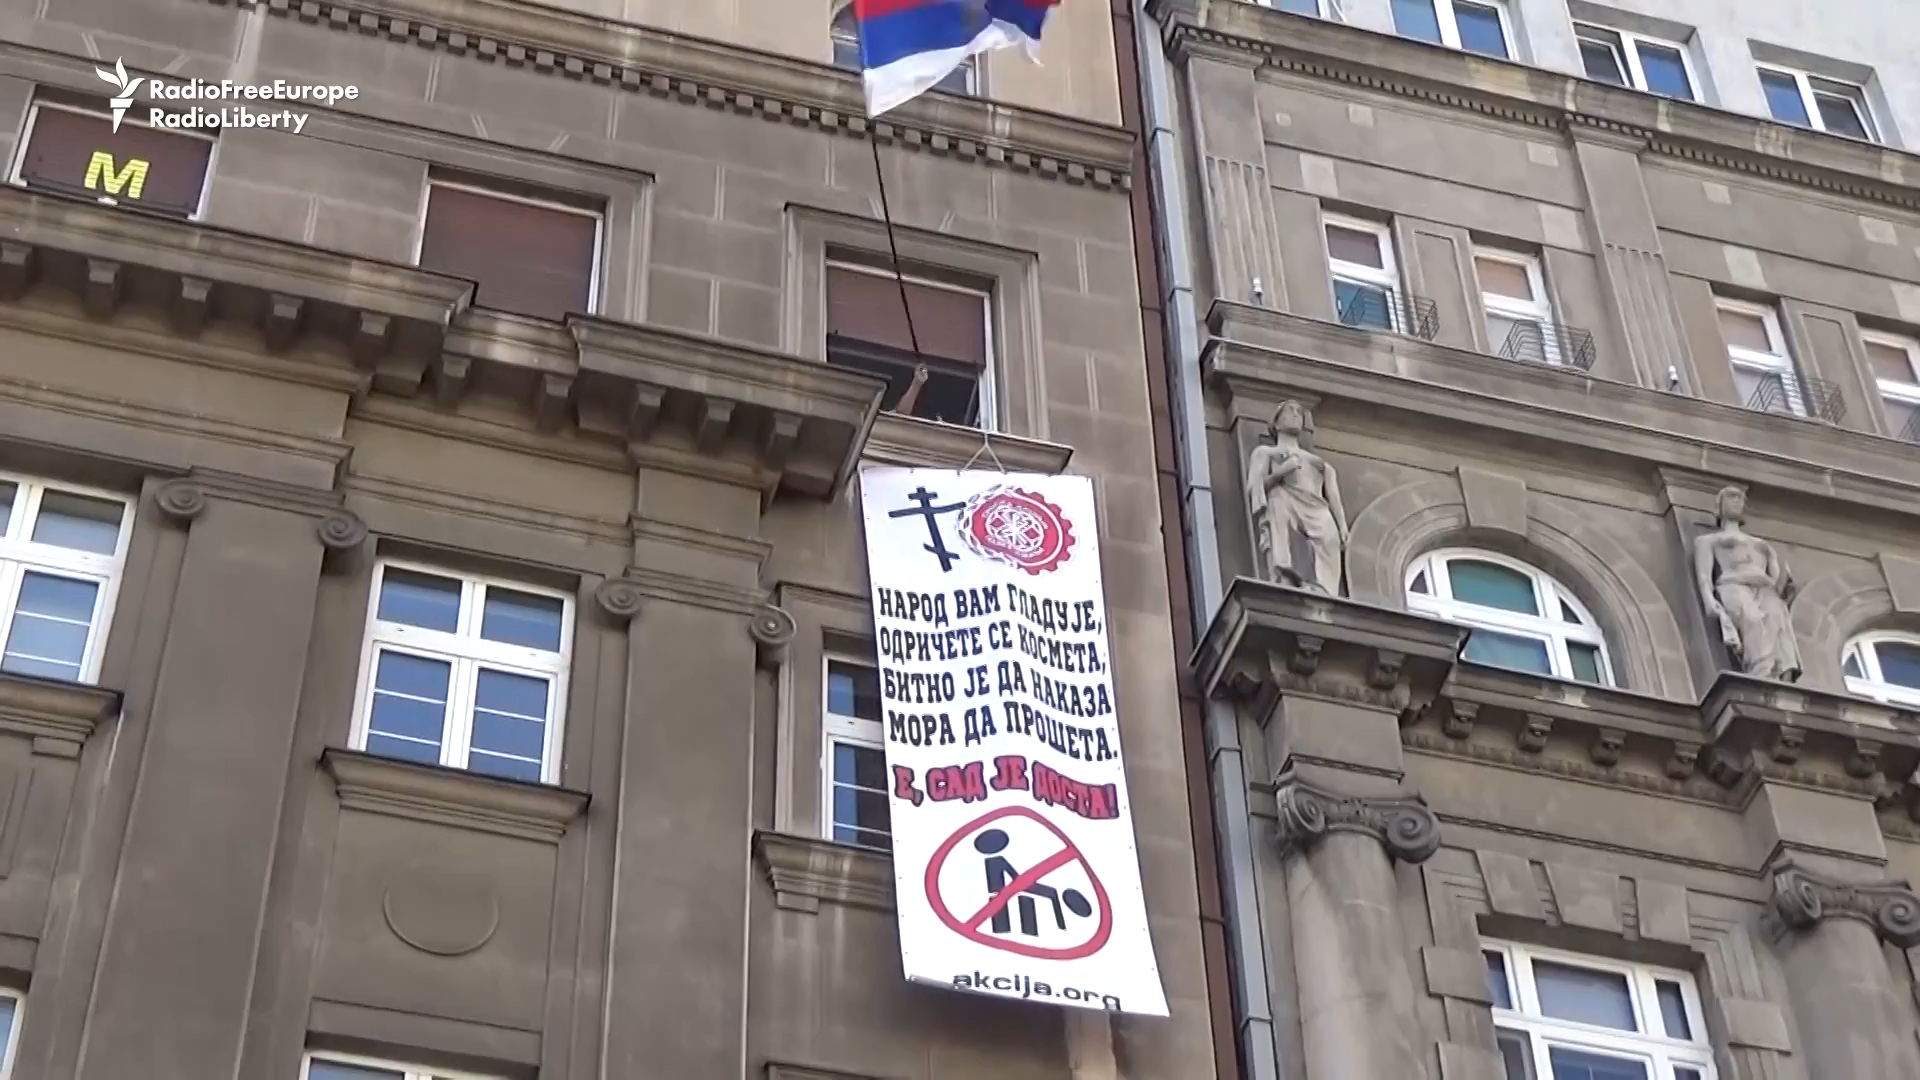 RadioFreeEurope
RadioLiberty
M
НАРОД ВАМ ГЛАДУЈЕ,
ОДРИЧЕТЕ СЕ КОСМЕТА,
БИТНО ЈЕ ДА НАКАЗА
МОРА ДА ПРОШЕТА.
Е, САД ЈЕ ДОСТА!
akcija.org